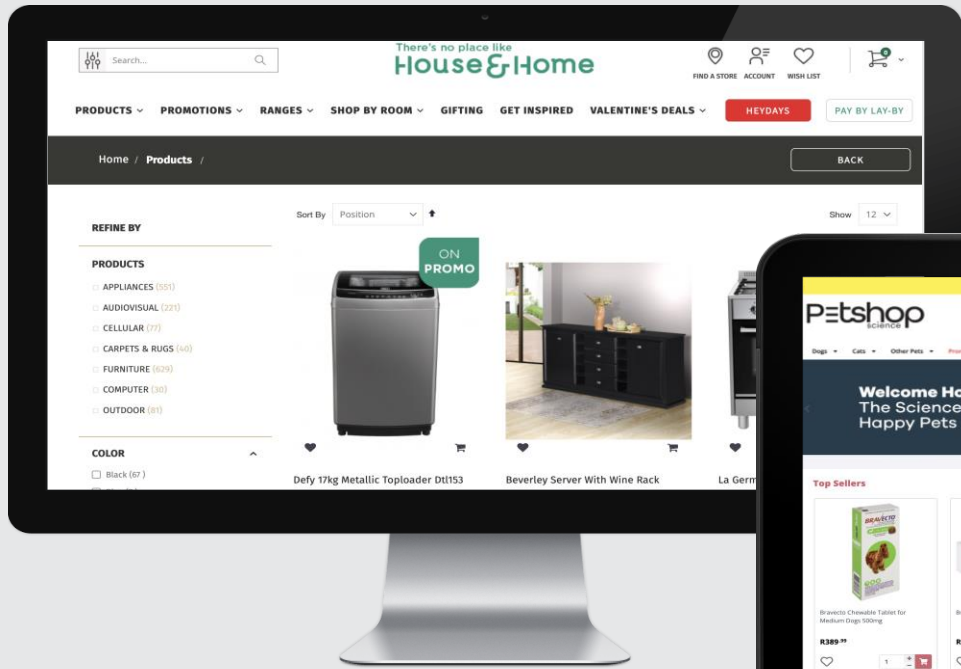 There's no place like
House & Home
Search...
FIND A STORE ACCOUNT WISH LIST
0
PRODUCTS PROMOTIONS RANGES SHOP BY ROOM GIFTING GET INSPIRED VALENTINE'S DEALS HEYDAYS PAY BY LAY-BY
Home / Products /
BACK
Sort By Position
Show 12
REFINE BY
PRODUCTS
APPLIANCES (551)
AUDIOVISUAL (221)
CELLULAR (77)
CARPETS & RUGS (40)
FURNITURE (629)
COMPUTER (30)
OUTDOOR (81)
COLOR
Black (67 )
ON
PROMO
Defy 17kg Metallic Toploader Dtl153
Beverley Server With Wine Rack
La Germ
Petshop
science
Dogs Cats Other Pets
Welcome Ho
The Science
Happy Pets
Top Sellers
BRAVECTO
Bravecto Chewable Tablet for
Medium Dogs 500mg
R389.99
1